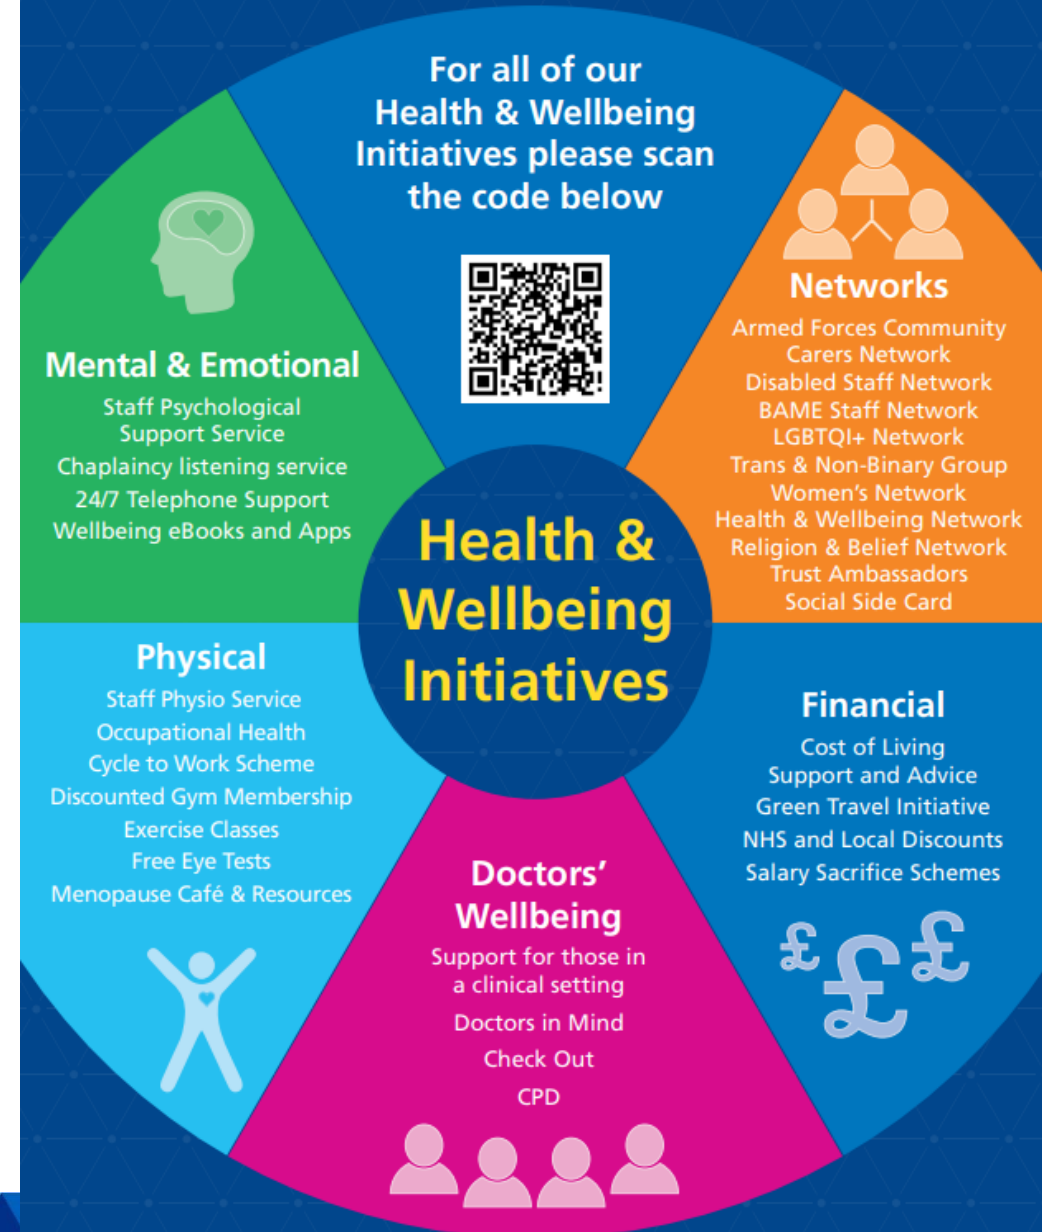 For all of our
Health & Wellbeing
Initiatives please scan
the code below
Mental & Emotional
Staff Psychological
Support Service
Chaplaincy listening service
24/7 Telephone Support
Wellbeing eBooks and Apps
Networks
Armed Forces Community
Carers Network
Disabled Staff Network
BAME Staff Network
LGBTQI+ Network
Trans & Non-Binary Group
Women’s Network
Health & Wellbeing Network
Religion & Belief Network
Trust Ambassadors
Social Side Card
Health &
Wellbeing
Initiatives
Physical
Staff Physio Service
Occupational Health
Cycle to Work Scheme
Discounted Gym Membership
Exercise Classes
Free Eye Tests
Menopause Café & Resources
Financial
Cost of Living
Support and Advice
Green Travel Initiative
NHS and Local Discounts
Salary Sacrifice Schemes
£ £ £
Doctors’
Wellbeing
Support for those in
a clinical setting
Doctors in Mind
Check Out
CPD